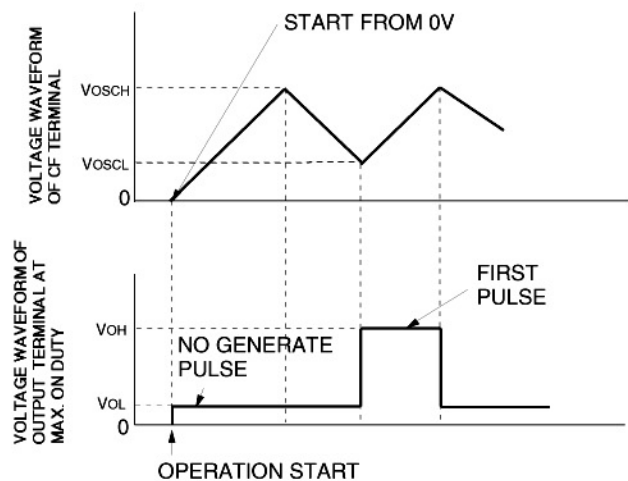 START FROM 0V
VOLTAGE WAVEFORM
OF CF TERMINAL
VOSCH
VOSCL
0
VOLTAGE WAVEFORM OF
OUTPUT TERMINAL AT
MAX. ON DUTY
FIRST
PULSE
VOH
NO GENERATE
PULSE
VOL
0
OPERATION START